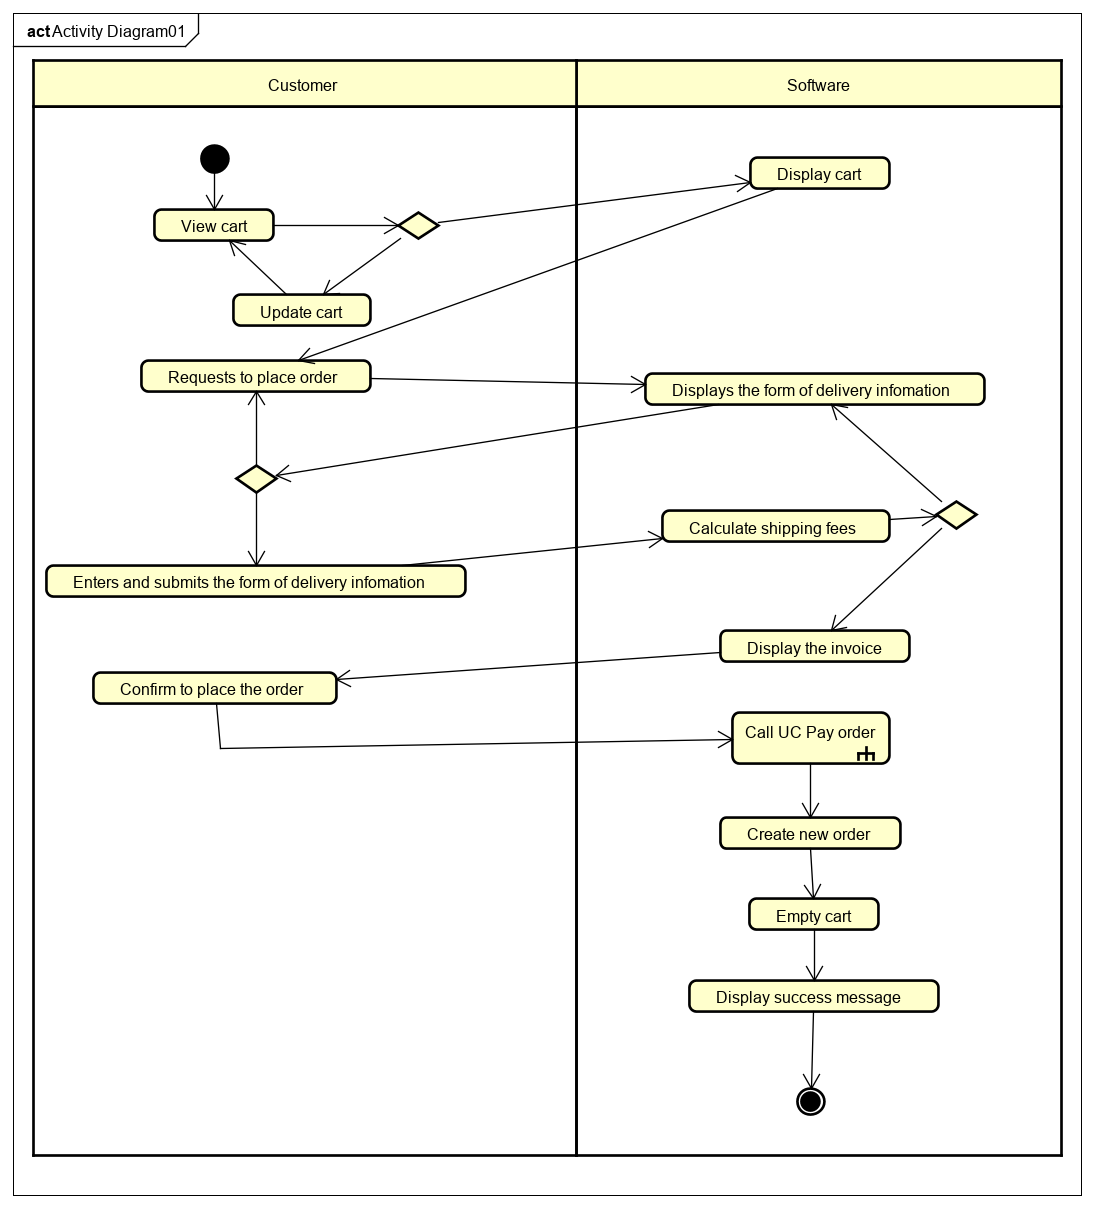 act Activity Diagram01
Customer
Software
View cart
Display cart
Update cart
Requests to place order
Displays the form of delivery infomation
Calculate shipping fees
Enters and submits the form of delivery infomation
Display the invoice
Confirm to place the order
Call UC Pay order
Create new order
Empty cart
Display success message